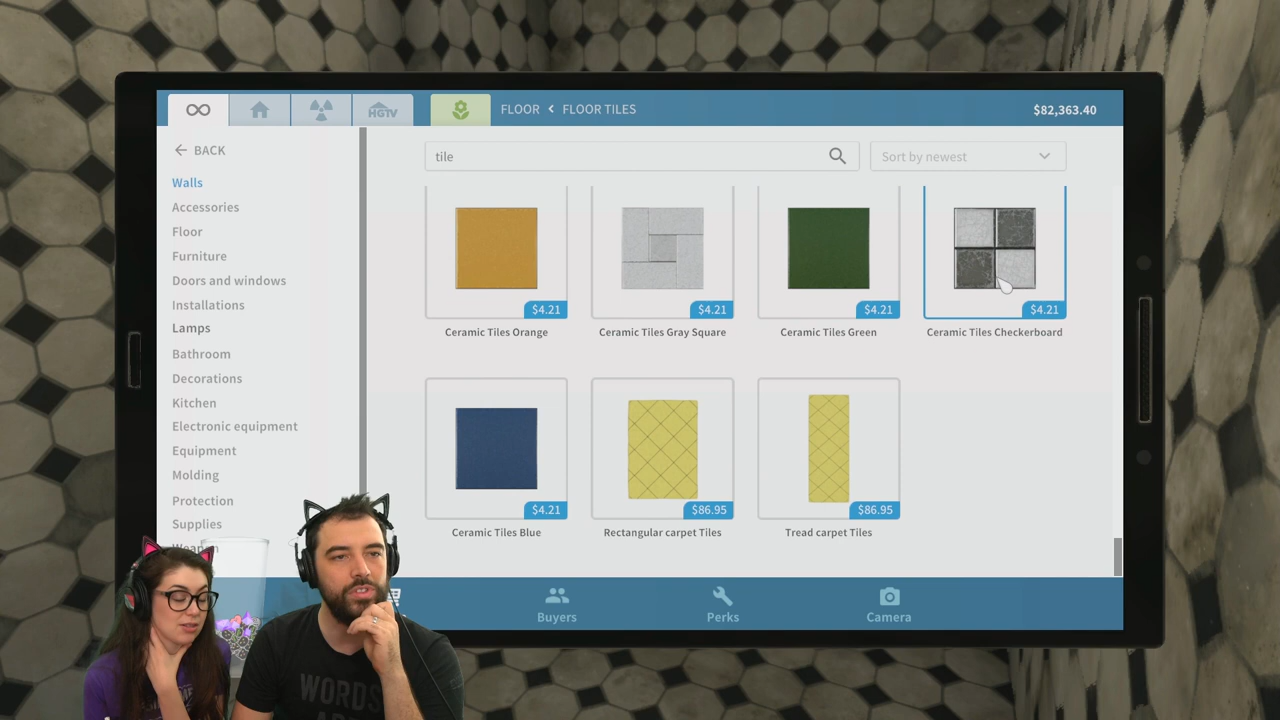 HGTV
FLOOR < FLOOR TILES
$82,363.40
BACK
Walls
Accessories
Floor
Furniture
Doors and windows
Installations
Lamps
Bathroom
Decorations
Kitchen
Electronic equipment
Equipment
Molding
Protection
Supplies
tile
Sort by newest
$4.21
$4.21
$4.21
$4.21
Ceramic Tiles Orange
Ceramic Tiles Gray Square
Ceramic Tiles Green
Ceramic Tiles Checkerboard
$4.21
$86.95
$86.95
Ceramic Tiles Blue
Rectangular carpet Tiles
Tread carpet Tiles
Buyers
Perks
Camera
WORDS